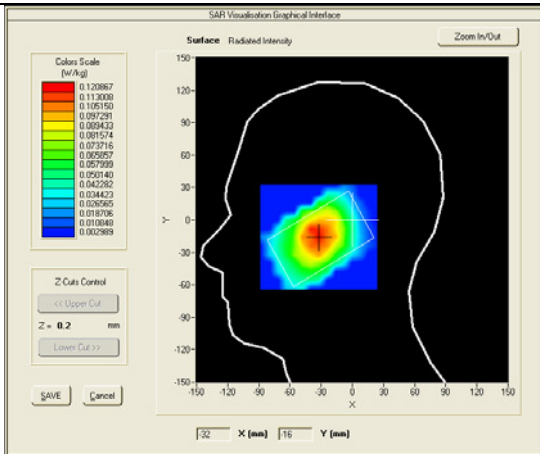 SAR Visualisation Graphical Interface
Surface Radiated Intensity
Zoom In/Out
Colors Scale
(W/kg)
0.120867
0.113008
0.105150
0.097291
0.089433
0.081574
0.073716
0.065857
0.057999
0.050140
0.042282
0.034423
0.026565
0.018706
0.010848
0.002989
Z Cuts Control
<< Upper Cut
Z = 0.2 mm
Lower Cut >>
SAVE Cancel
150
120
90
60
30
0
-30
-60
-90
-120
-150
Y
-150 -120 -90 -60 -30 0 30 60 90 120 150
X
-32 X (mm) -16 Y (mm)